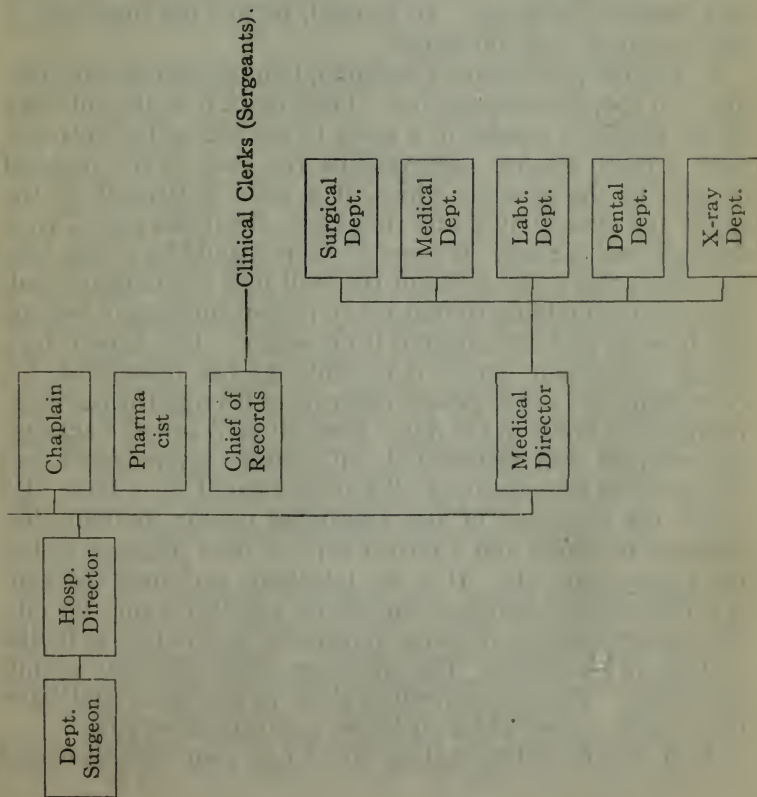 Dept.
Surgeon
Hosp.
Director
Chaplain
Pharma
cist
Chief of
Records
Clinical Clerks (Sergeants).
Medical
Director
Surgical
Dept.
Medical
Dept.
Labt.
Dept.
Dental
Dept.
X-ray
Dept.